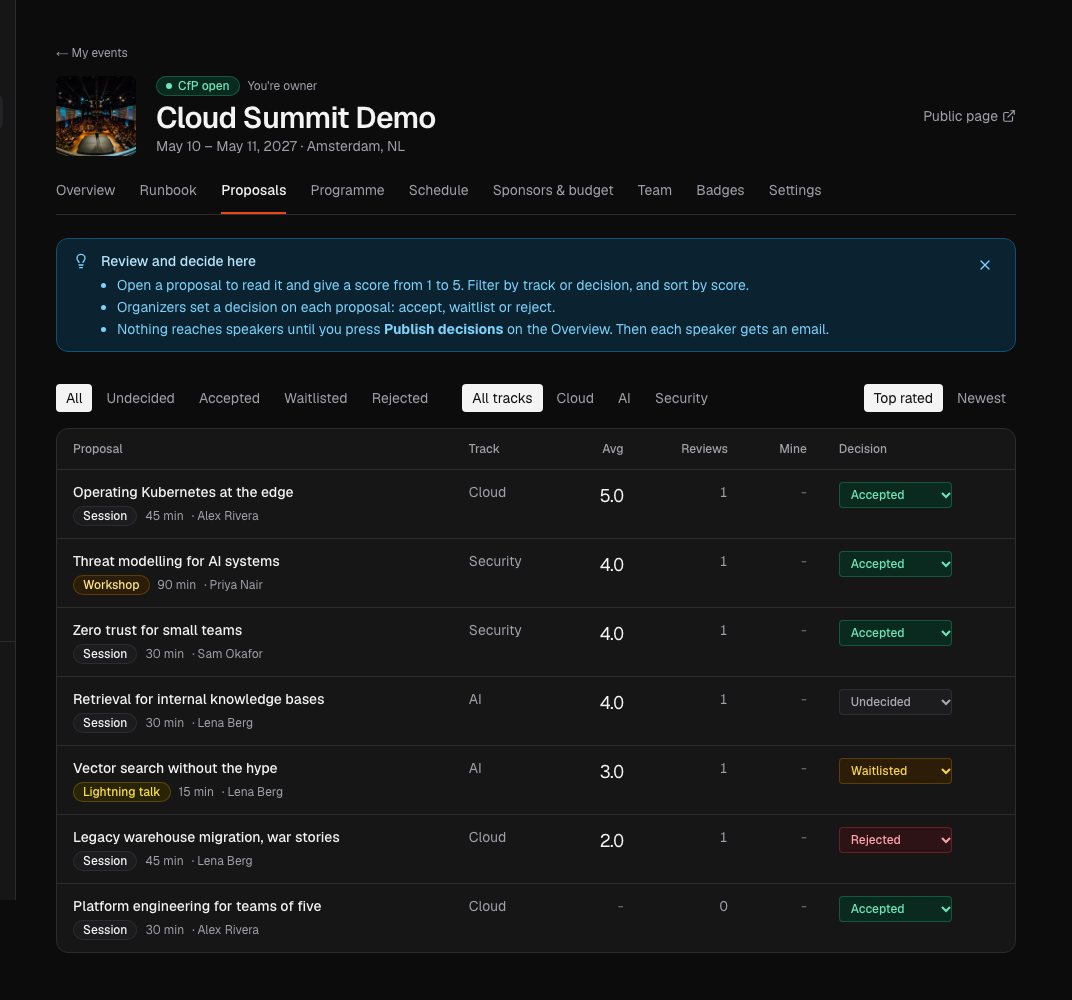 ← My events
CfP open You're owner
Cloud Summit Demo
May 10 – May 11, 2027 · Amsterdam, NL
Public page
Overview Runbook Proposals Programme Schedule Sponsors & budget Team Badges Settings
Review and decide here
• Open a proposal to read it and give a score from 1 to 5. Filter by track or decision, and sort by score.
• Organizers set a decision on each proposal: accept, waitlist or reject.
• Nothing reaches speakers until you press Publish decisions on the Overview. Then each speaker gets an email.
All Undecided Accepted Waitlisted Rejected All tracks Cloud AI Security Top rated Newest
Proposal Track Avg Reviews Mine Decision
Operating Kubernetes at the edge Cloud 5.0 1 - Accepted
Session 45 min · Alex Rivera
Threat modelling for AI systems Security 4.0 1 - Accepted
Workshop 90 min · Priya Nair
Zero trust for small teams Security 4.0 1 - Accepted
Session 30 min · Sam Okafor
Retrieval for internal knowledge bases AI 4.0 1 - Undecided
Session 30 min · Lena Berg
Vector search without the hype AI 3.0 1 - Waitlisted
Lightning talk 15 min · Lena Berg
Legacy warehouse migration, war stories Cloud 2.0 1 - Rejected
Session 45 min · Lena Berg
Platform engineering for teams of five Cloud - 0 - Accepted
Session 30 min · Alex Rivera